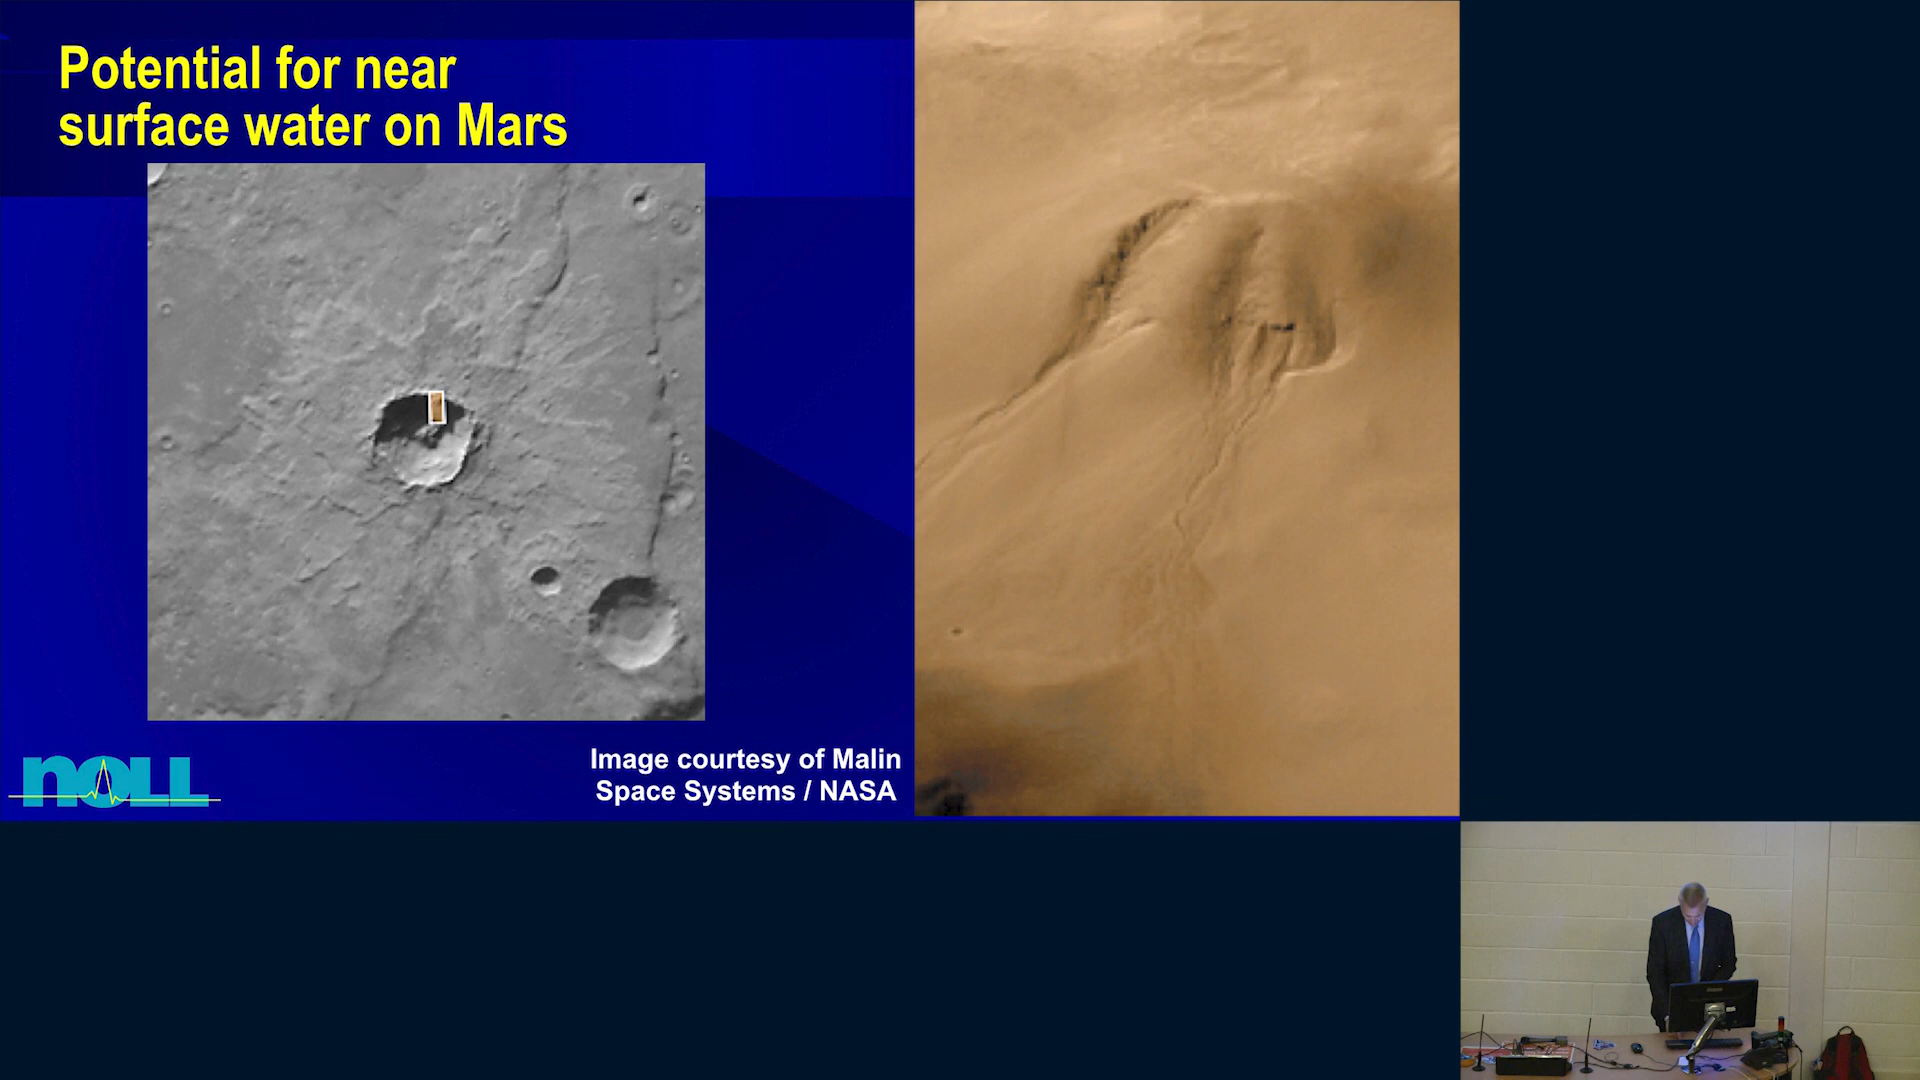 Potential for near
surface water on Mars
Image courtesy of Malin
Space Systems / NASA
nOLL